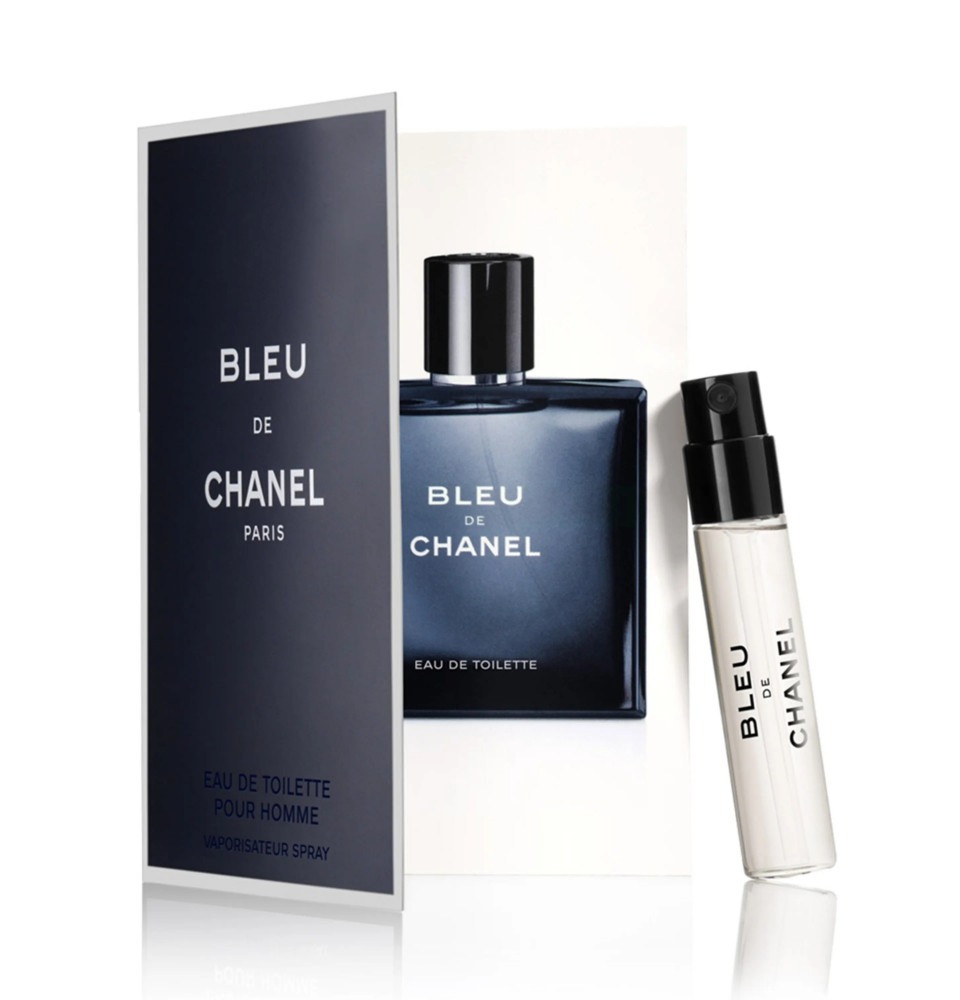 BLEU
DE
CHANEL
PARIS
EAU DE TOILETTE
POUR HOMME
VAPORISATEUR SPRAY
BLEU
DE
CHANEL
EAU DE TOILETTE
BLEU
DE
CHANEL